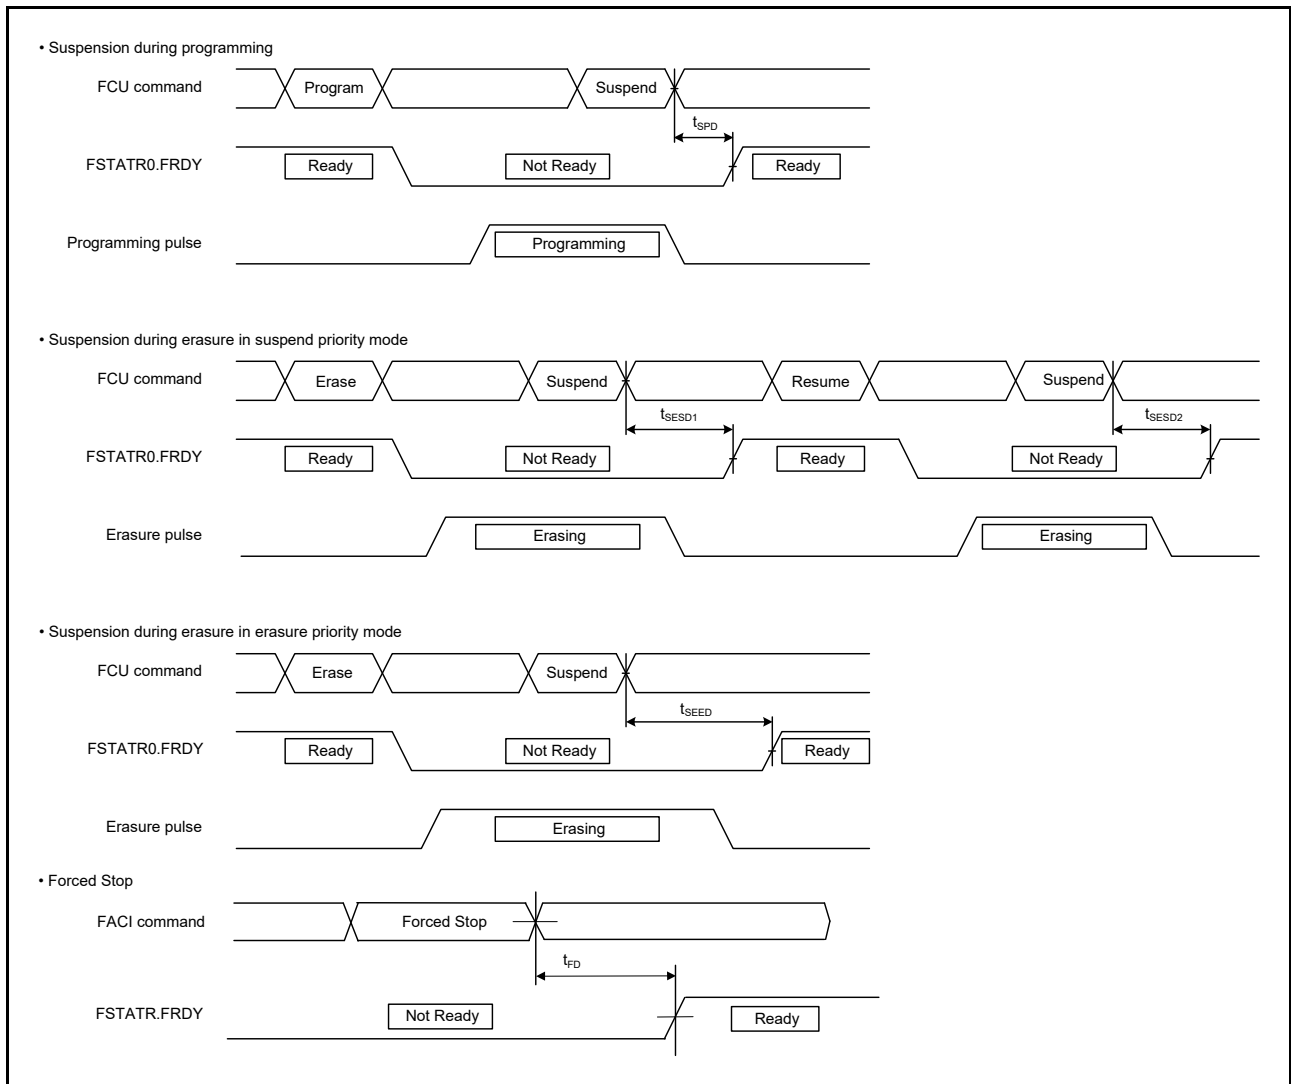 • Suspension during programming
FCU command Program Suspend
tSPD
FSTATR0.FRDY Ready Not Ready Ready
Programming pulse Programming
• Suspension during erasure in suspend priority mode
FCU command Erase Suspend Resume Suspend
tSESD1 tSESD2
FSTATR0.FRDY Ready Not Ready Ready Not Ready
Erasure pulse Erasing Erasing
• Suspension during erasure in erasure priority mode
FCU command Erase Suspend
tSEED
FSTATR0.FRDY Ready Not Ready Ready
Erasure pulse Erasing
• Forced Stop
FACI command Forced Stop
tFD
FSTATR.FRDY Not Ready Ready